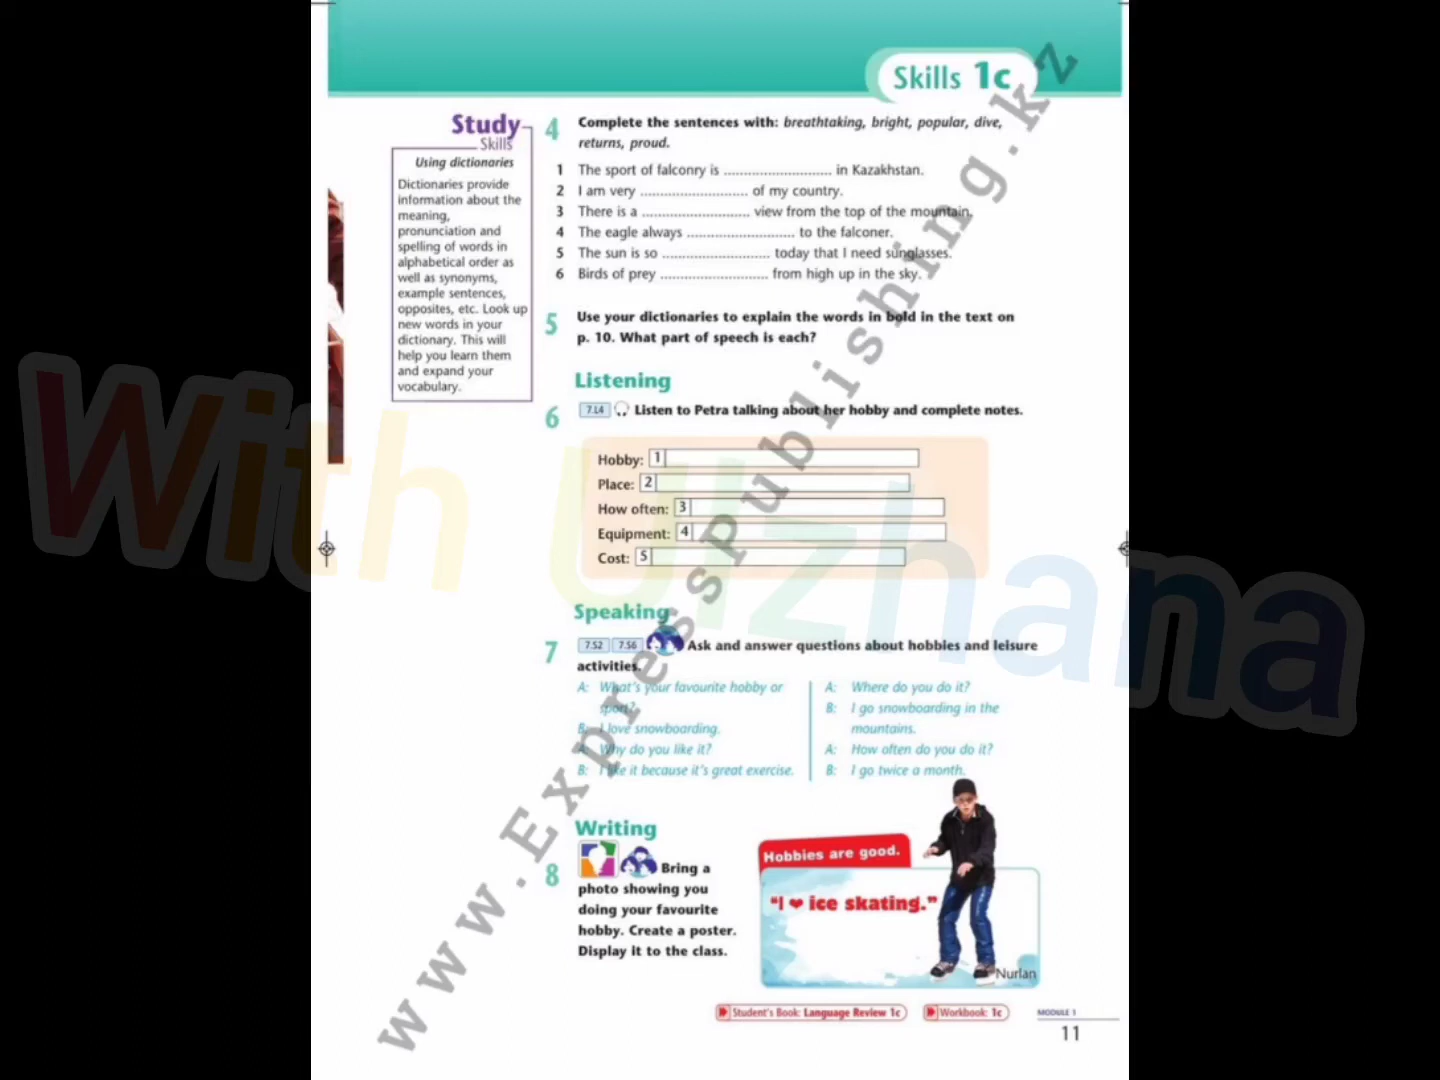 Skills 1c
Study
Skills
Using dictionaries
Dictionaries provide
information about the
meaning,
pronunciation and
spelling of words in
alphabetical order as
well as synonyms,
example sentences,
opposites, etc. Look up
new words in your
dictionary. This will
help you learn them
and expand your
vocabulary.
4 Complete the sentences with: breathtaking, bright, popular, dive,
returns, proud.
1 The sport of falconry is ........................... in Kazakhstan.
2 I am very ........................... of my country.
3 There is a ........................... view from the top of the mountain.
4 The eagle always ........................... to the falconer.
5 The sun is so ........................... today that I need sunglasses.
6 Birds of prey ........................... from high up in the sky.
5 Use your dictionaries to explain the words in bold in the text on
p. 10. What part of speech is each?
Listening
6 7.L4 Listen to Petra talking about her hobby and complete notes.
Hobby: 1
Place: 2
How often: 3
Equipment: 4
Cost: 5
Speaking
7 7.S2 7.S6 Ask and answer questions about hobbies and leisure
activities.
A: What's your favourite hobby or
sport?
B: I love snowboarding.
A: Why do you like it?
B: I like it because it's great exercise.
A: Where do you do it?
B: I go snowboarding in the
mountains.
A: How often do you do it?
B: I go twice a month.
Writing
8 Bring a
photo showing you
doing your favourite
hobby. Create a poster.
Display it to the class.
Hobbies are good.
"I ❤ ice skating."
Nurlan
Student's Book: Language Review 1c
Workbook: 1c
MODULE 1
11
www.ExpressPublishing.kz
With Ulzhana